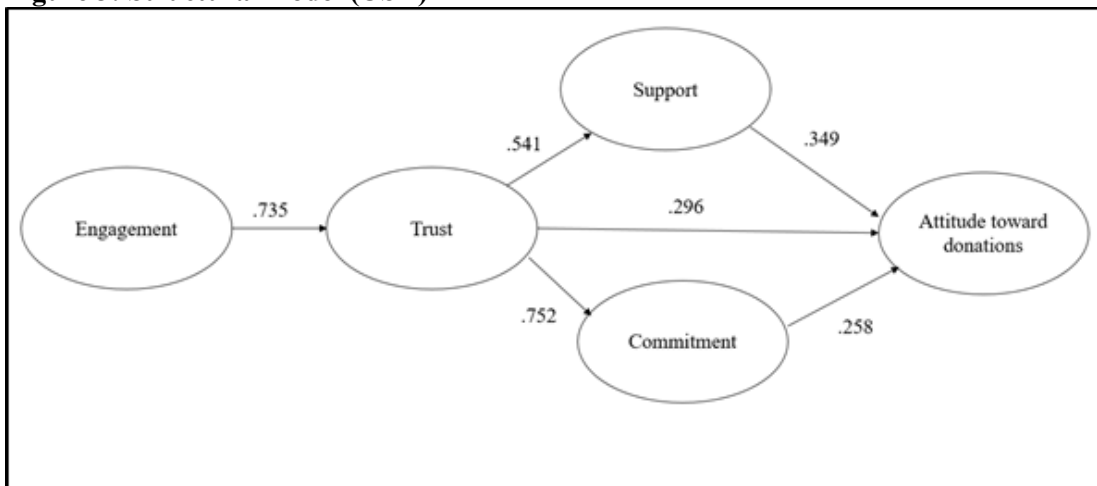 Support
.541
.349
.735
.296
Engagement
Trust
Attitude toward
donations
.752
.258
Commitment